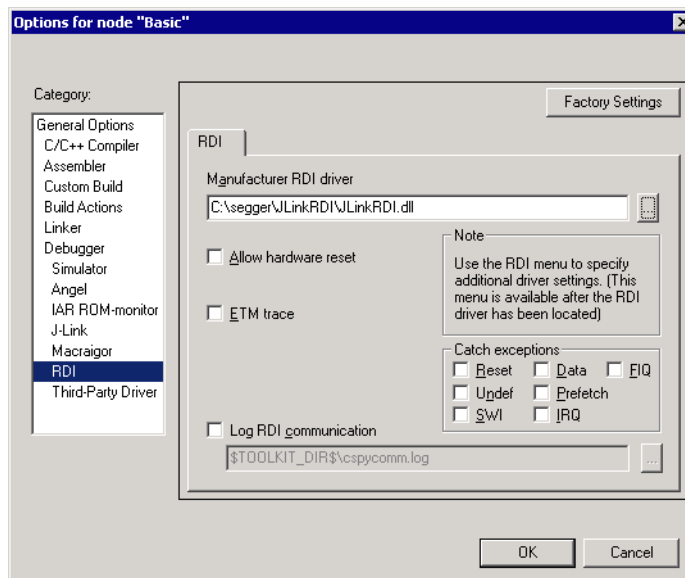 Options for node "Basic"
Category:
Factory Settings
General Options
C/C++ Compiler
Assembler
Custom Build
Build Actions
Linker
Debugger
Simulator
Angel
IAR ROM-monitor
J-Link
Macraigor
RDI
Third-Party Driver
RDI
Manufacturer RDI driver
C:\segger\JLinkRDI\JLinkRDI.dll
...
Allow hardware reset
ETM trace
Note
Use the RDI menu to specify
additional driver settings. (This
menu is available after the RDI
driver has been located)
Catch exceptions
Reset Data FIQ
Undef Prefetch
SWI IRQ
Log RDI communication
$TOOLKIT_DIR$\cspycomm.log
...
OK Cancel